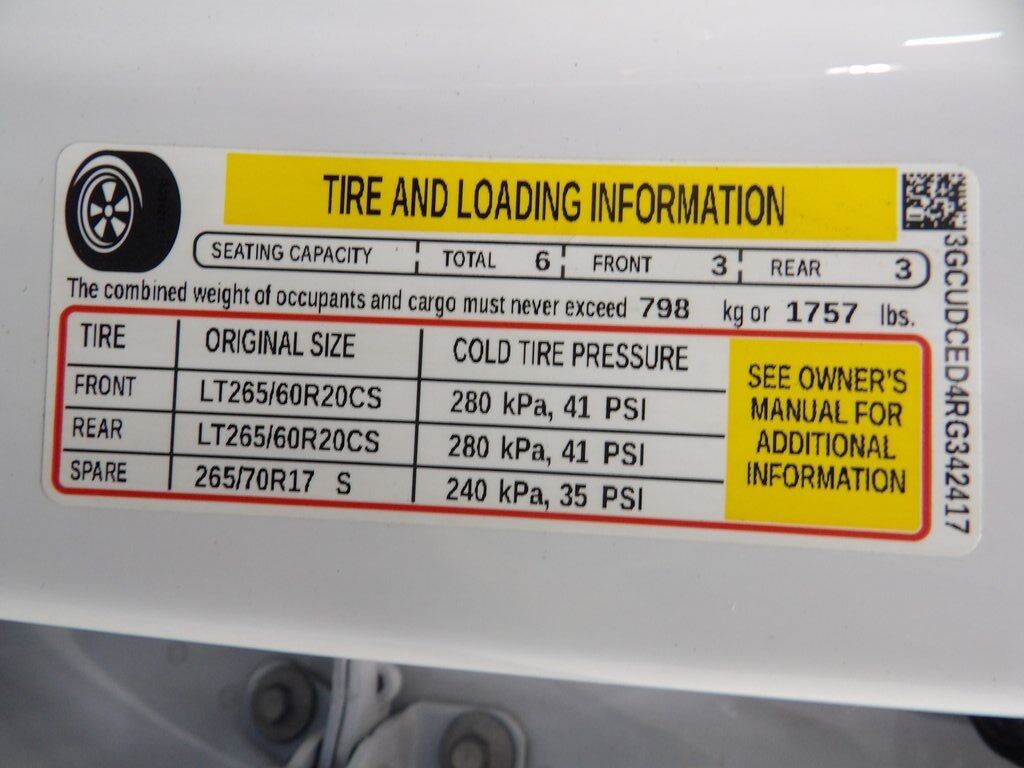 TIRE AND LOADING INFORMATION
SEATING CAPACITY TOTAL 6 FRONT 3 REAR 3
The combined weight of occupants and cargo must never exceed 798 kg or 1757 lbs.
TIRE ORIGINAL SIZE COLD TIRE PRESSURE
FRONT LT265/60R20CS 280 kPa, 41 PSI
REAR LT265/60R20CS 280 kPa, 41 PSI
SPARE 265/70R17 S 240 kPa, 35 PSI
SEE OWNER'S
MANUAL FOR
ADDITIONAL
INFORMATION
3GCUDCED4RG342417